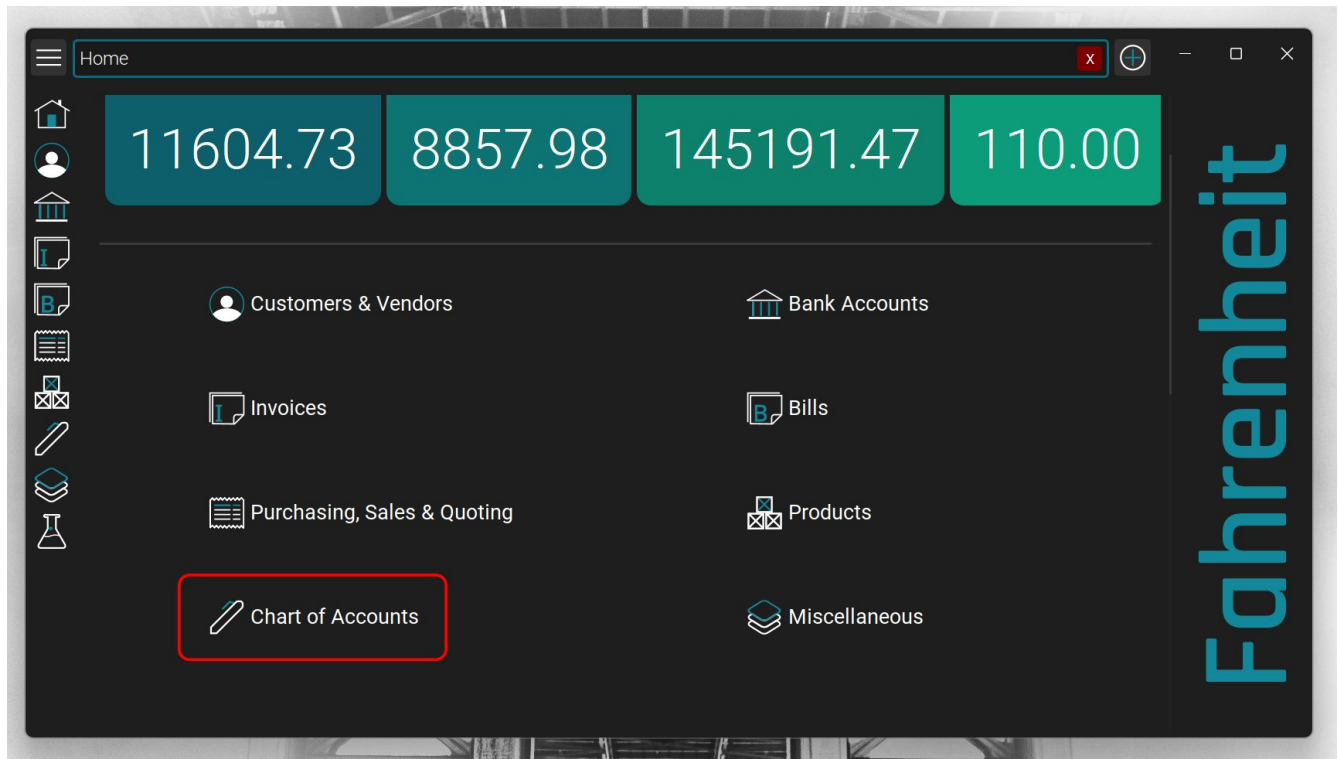 Home
X
11604.73 8857.98 145191.47 110.00
Customers & Vendors
Bank Accounts
I Invoices
B Bills
Purchasing, Sales & Quoting
Products
Chart of Accounts
Miscellaneous
I
B
Fahrenheit